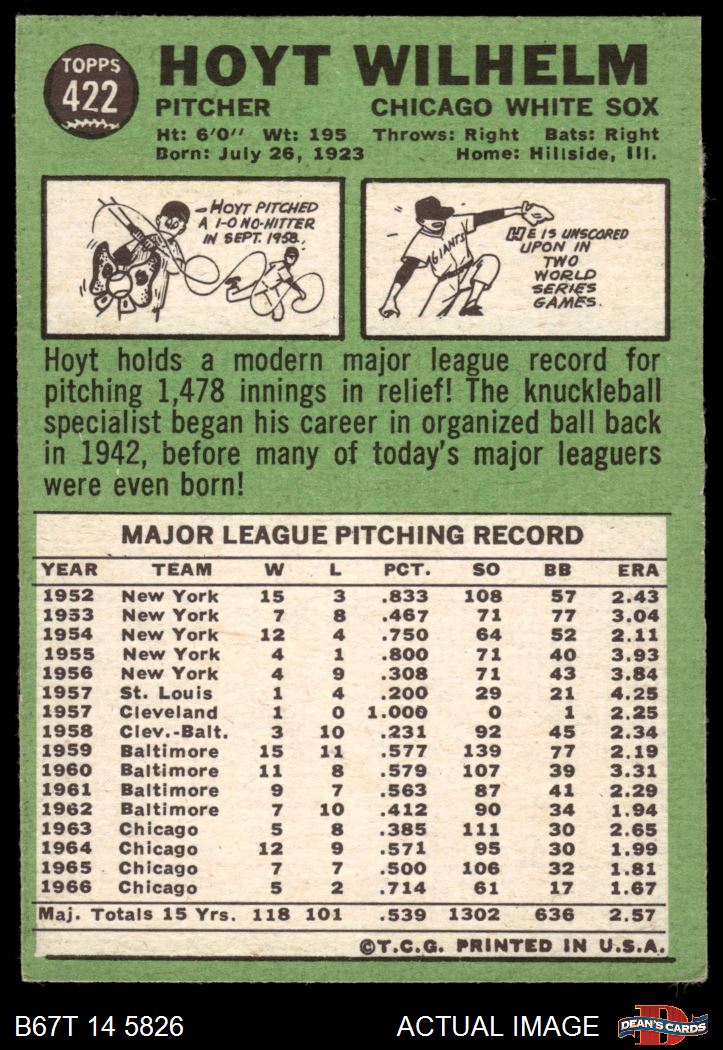 TOPPS
422
HOYT WILHELM
PITCHER CHICAGO WHITE SOX
Ht: 6'0" Wt: 195 Throws: Right Bats: Right
Born: July 26, 1923 Home: Hillside, Ill.
-HOYT PITCHED
A 1-0 NO-HITTER
IN SEPT. 1958.
GIANTS
HE IS UNSCORED
UPON IN
TWO
WORLD
SERIES
GAMES.
Hoyt holds a modern major league record for
pitching 1,478 innings in relief! The knuckleball
specialist began his career in organized ball back
in 1942, before many of today's major leaguers
were even born!
MAJOR LEAGUE PITCHING RECORD
YEAR TEAM W L PCT. SO BB ERA
1952 New York 15 3 .833 108 57 2.43
1953 New York 7 8 .467 71 77 3.04
1954 New York 12 4 .750 64 52 2.11
1955 New York 4 1 .800 71 40 3.93
1956 New York 4 9 .308 71 43 3.84
1957 St. Louis 1 4 .200 29 21 4.25
1957 Cleveland 1 0 1.000 0 1 2.25
1958 Clev.-Balt. 3 10 .231 92 45 2.34
1959 Baltimore 15 11 .577 139 77 2.19
1960 Baltimore 11 8 .579 107 39 3.31
1961 Baltimore 9 7 .563 87 41 2.29
1962 Baltimore 7 10 .412 90 34 1.94
1963 Chicago 5 8 .385 111 30 2.65
1964 Chicago 12 9 .571 95 30 1.99
1965 Chicago 7 7 .500 106 32 1.81
1966 Chicago 5 2 .714 61 17 1.67
Maj. Totals 15 Yrs. 118 101 .539 1302 636 2.57
©T.C.G. PRINTED IN U.S.A.
B67T 14 5826 ACTUAL IMAGE
D
DEAN'S CARDS